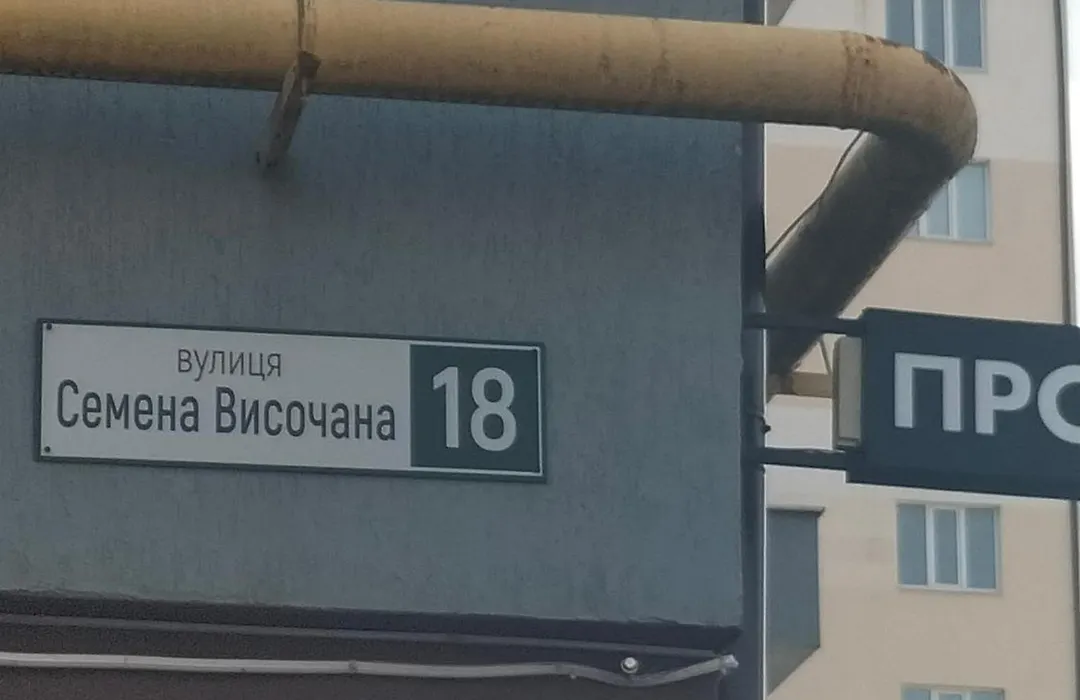 вулиця
Семена Височана
18